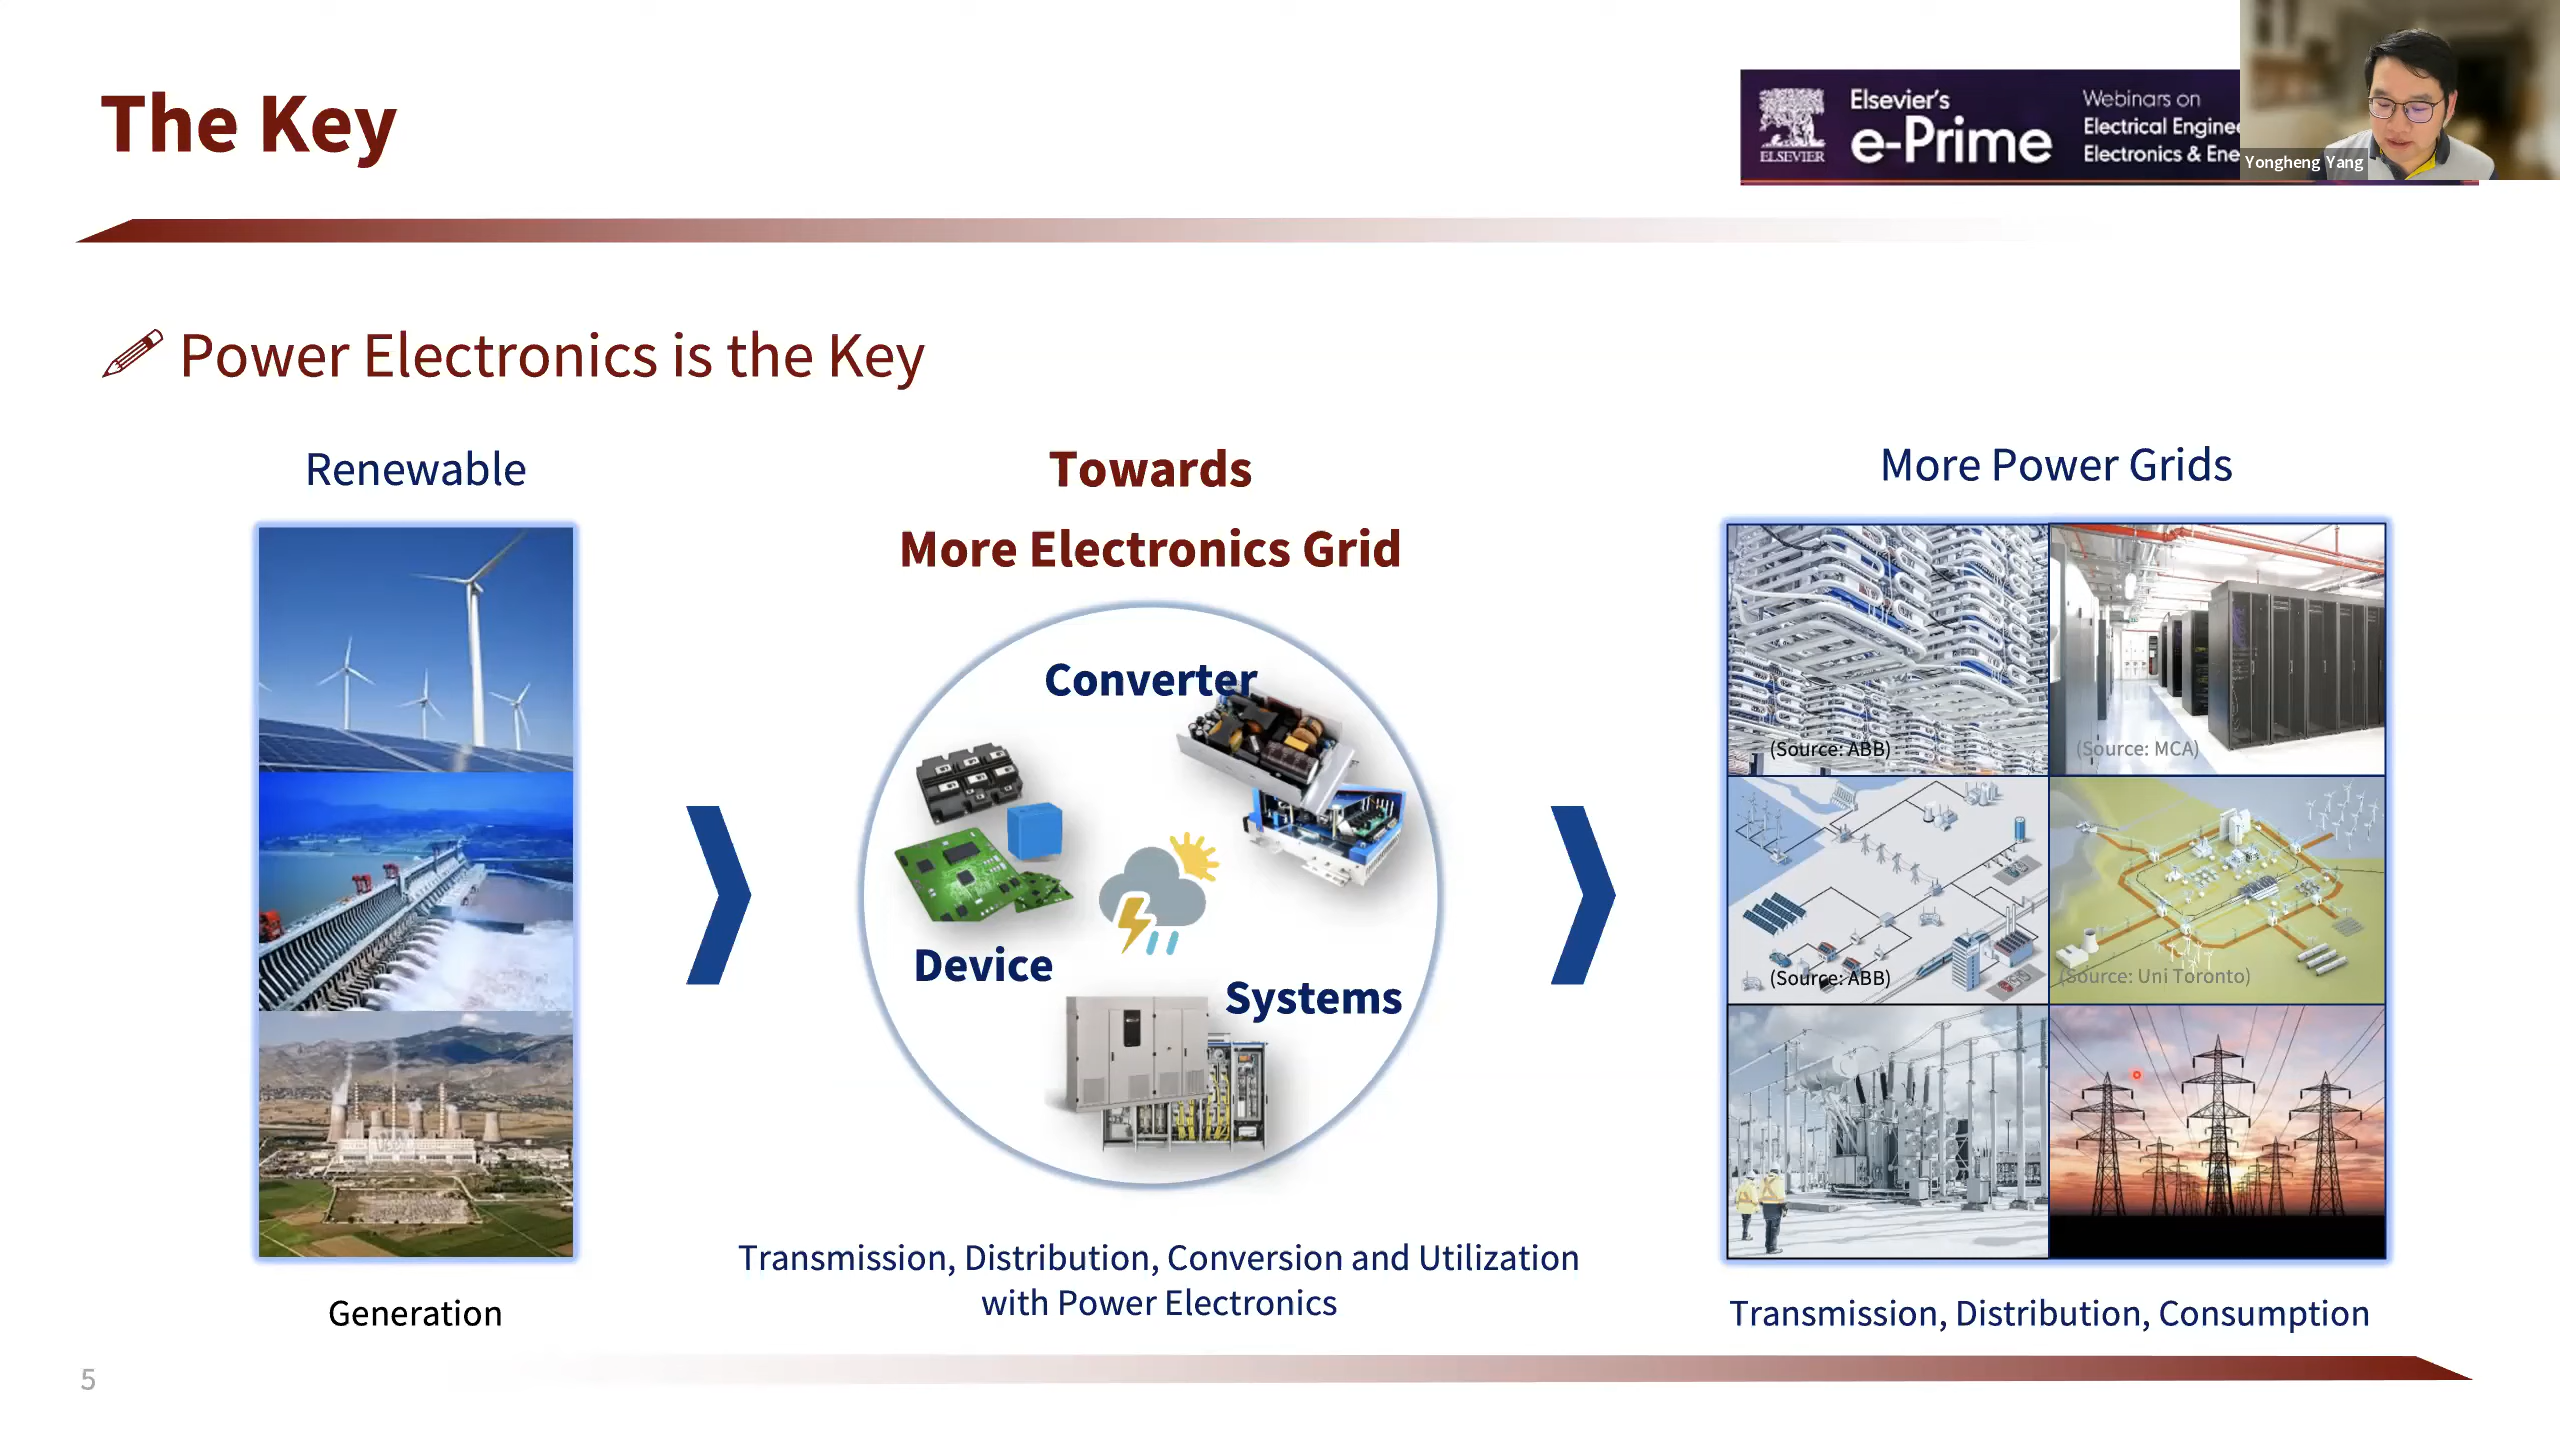 The Key
ELSEVIER
Elsevier's
e-Prime
Webinars on
Electrical
Electronics &
Yongheng Yang
Power Electronics is the Key
Renewable
Generation
Towards
More Electronics Grid
Converter
Device
Systems
Transmission, Distribution, Conversion and Utilization
with Power Electronics
More Power Grids
(Source: ABB)
(Source: MCA)
(Source: ABB)
(Source: Uni Toronto)
Transmission, Distribution, Consumption
5